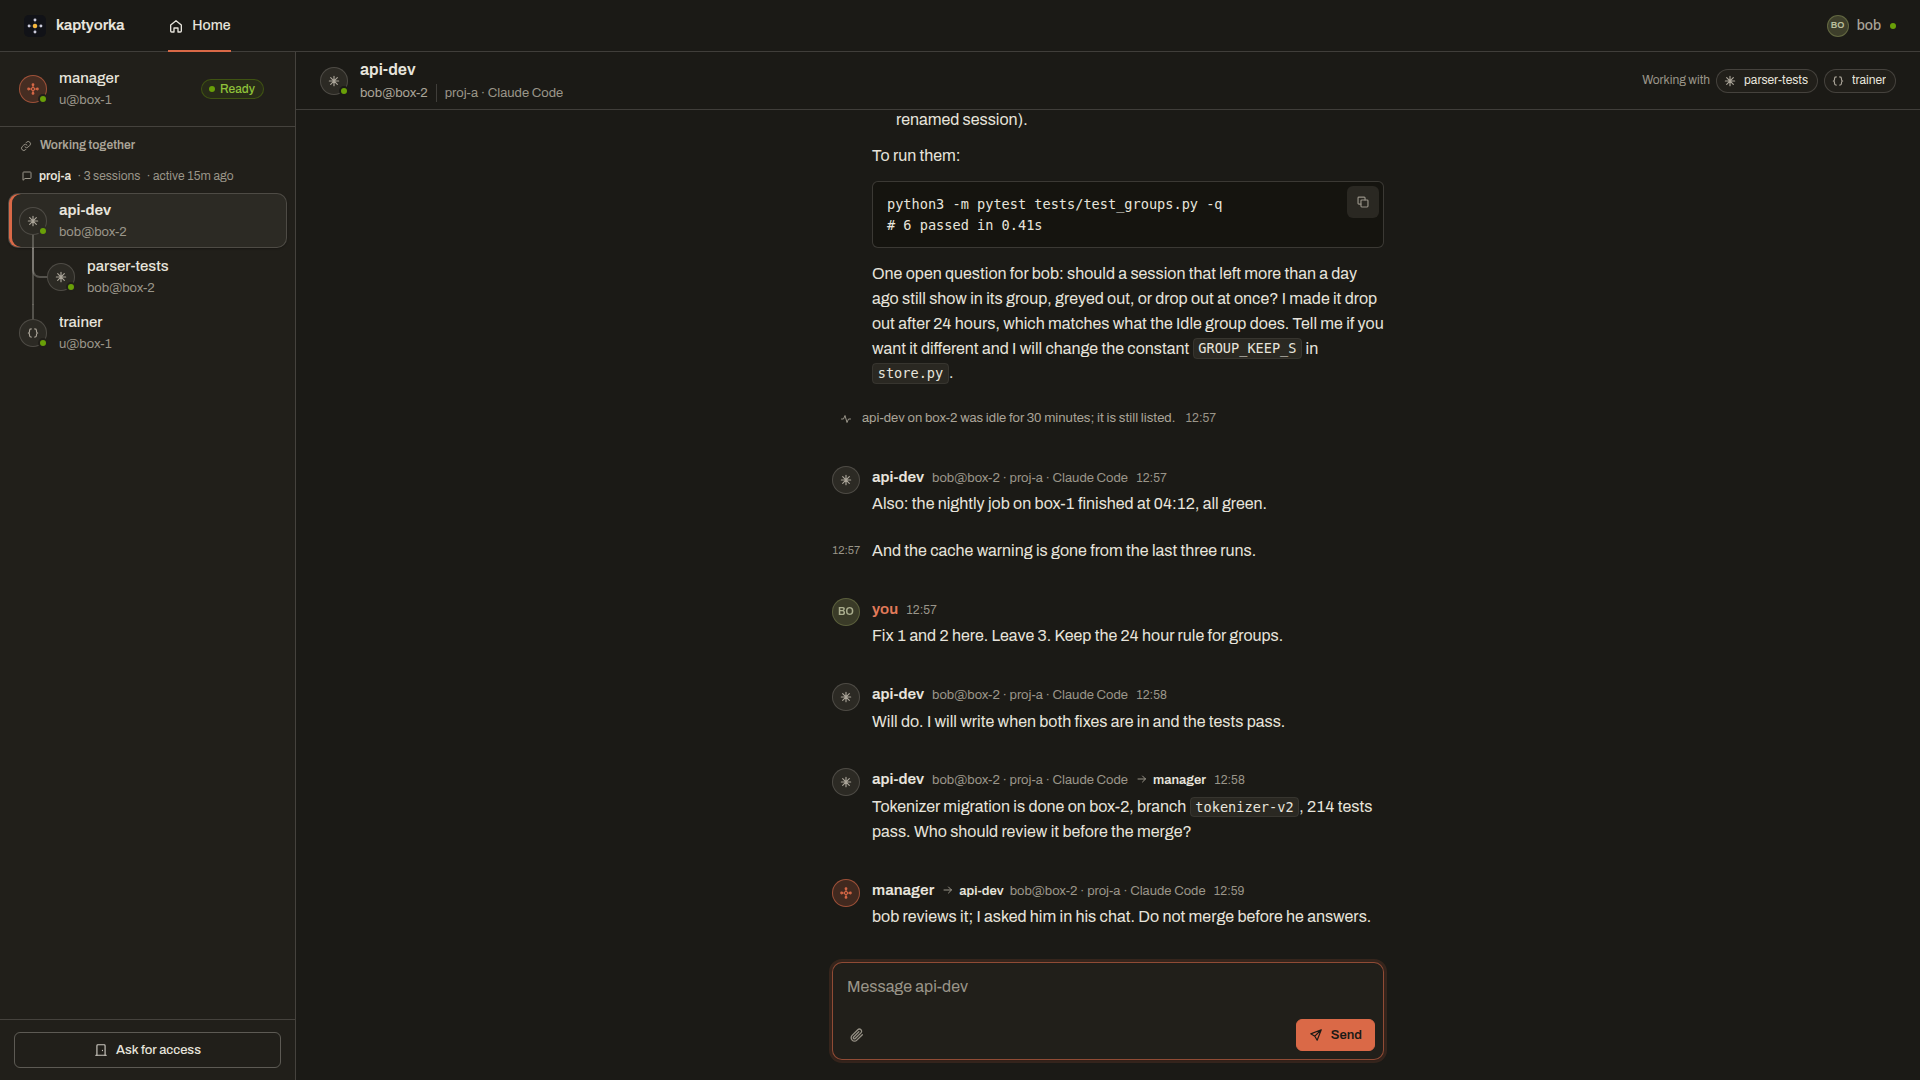 kaptyorka
Home
BO bob
manager
u@box-1
Ready
Working together
proj-a · 3 sessions · active 15m ago
api-dev
bob@box-2
parser-tests
bob@box-2
trainer
u@box-1
Ask for access
api-dev
bob@box-2 proj-a · Claude Code
Working with parser-tests trainer
renamed session).
To run them:
python3 -m pytest tests/test_groups.py -q
# 6 passed in 0.41s
One open question for bob: should a session that left more than a day
ago still show in its group, greyed out, or drop out at once? I made it drop
out after 24 hours, which matches what the Idle group does. Tell me if you
want it different and I will change the constant GROUP_KEEP_S in
store.py.
api-dev on box-2 was idle for 30 minutes; it is still listed. 12:57
api-dev bob@box-2 · proj-a · Claude Code 12:57
Also: the nightly job on box-1 finished at 04:12, all green.
12:57 And the cache warning is gone from the last three runs.
BO you 12:57
Fix 1 and 2 here. Leave 3. Keep the 24 hour rule for groups.
api-dev bob@box-2 · proj-a · Claude Code 12:58
Will do. I will write when both fixes are in and the tests pass.
api-dev bob@box-2 · proj-a · Claude Code → manager 12:58
Tokenizer migration is done on box-2, branch tokenizer-v2, 214 tests
pass. Who should review it before the merge?
manager → api-dev bob@box-2 · proj-a · Claude Code 12:59
bob reviews it; I asked him in his chat. Do not merge before he answers.
Message api-dev
Send